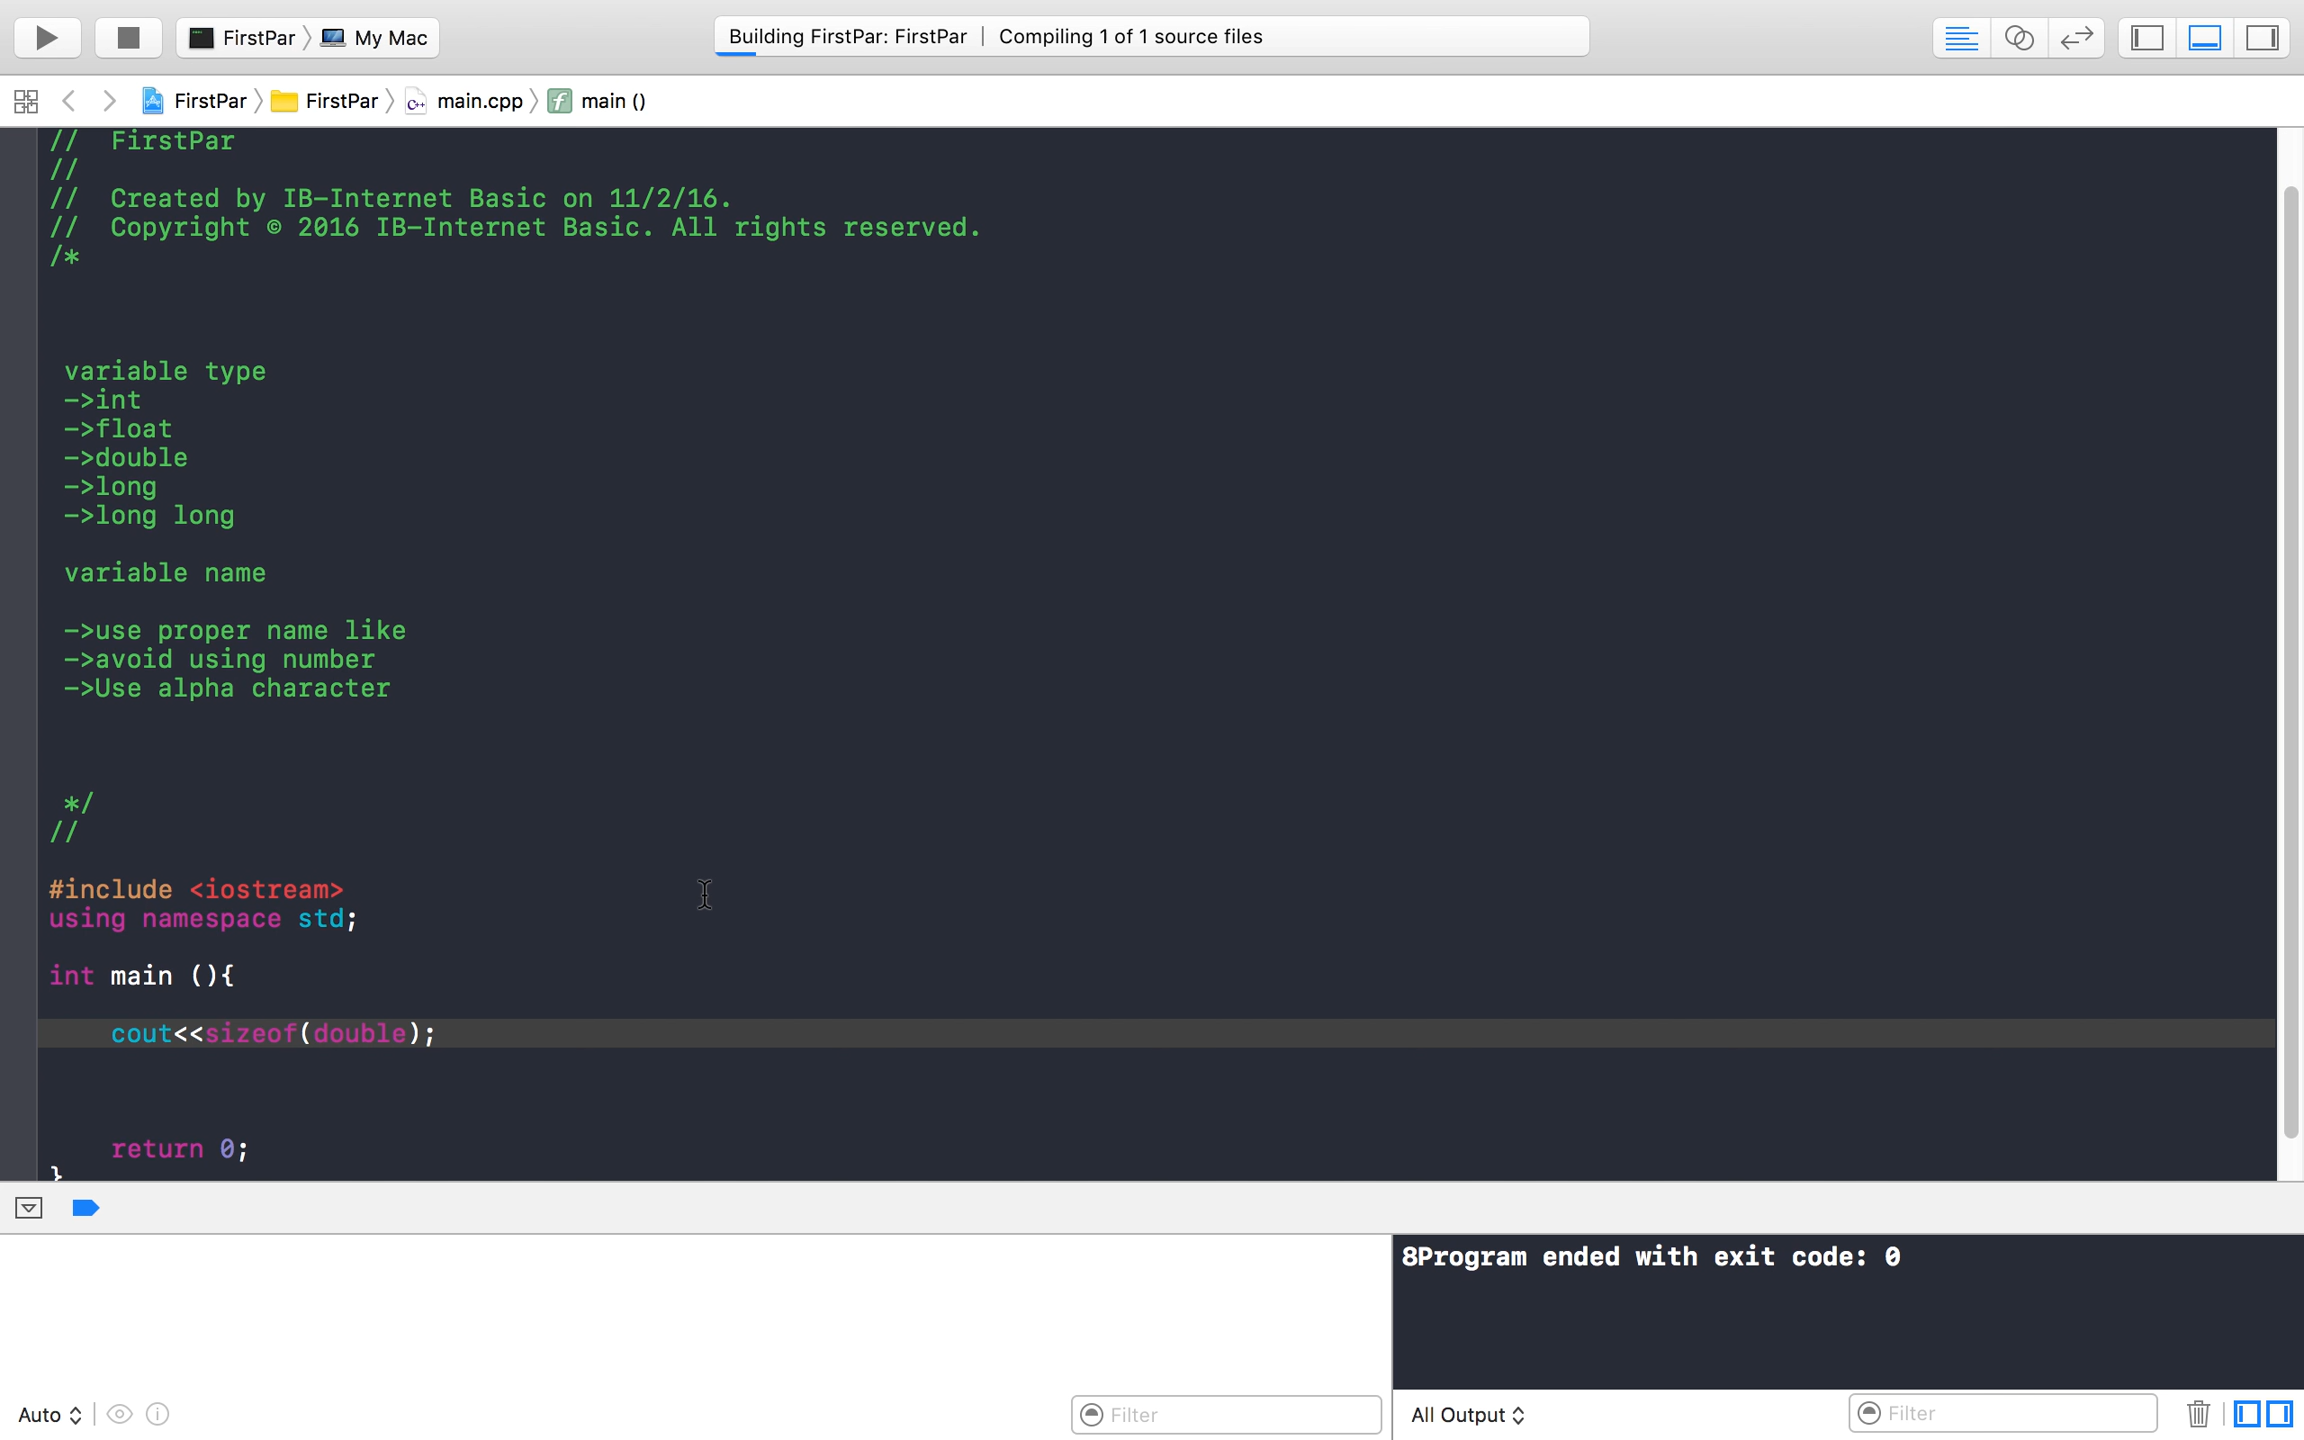 FirstPar My Mac
Building FirstPar: FirstPar | Compiling 1 of 1 source files
FirstPar FirstPar C++ main.cpp f main ()
// FirstPar
//
// Created by IB-Internet Basic on 11/2/16.
// Copyright © 2016 IB-Internet Basic. All rights reserved.
/*
variable type
->int
->float
->double
->long
->long long
variable name
->use proper name like
->avoid using number
->Use alpha character
*/
//
#include <iostream>
using namespace std;
int main (){
cout<<sizeof(double);
return 0;
}
8Program ended with exit code: 0
Auto Filter All Output Filter